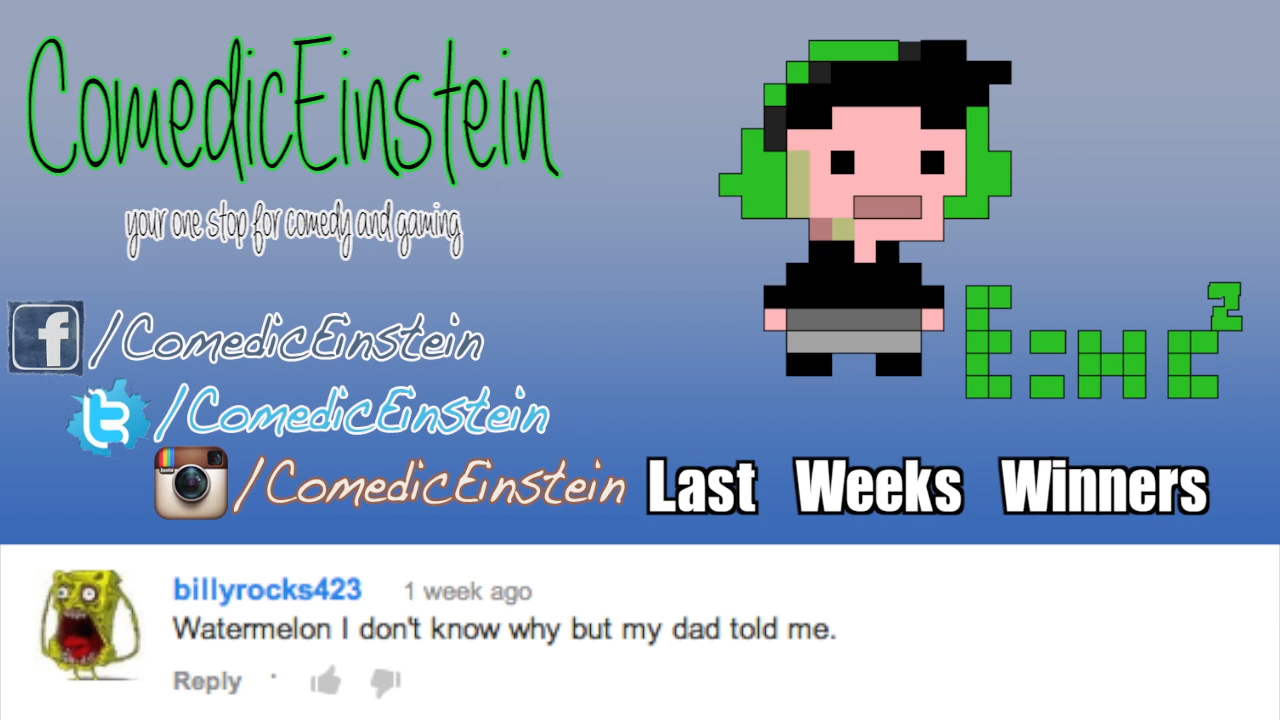 ComedicEinstein
your one stop for comedy and gaming
f /ComedicEinstein
t /ComedicEinstein
/ComedicEinstein
E=MC²
Last Weeks Winners
billyrocks423 1 week ago
Watermelon I don't know why but my dad told me.
Reply ·